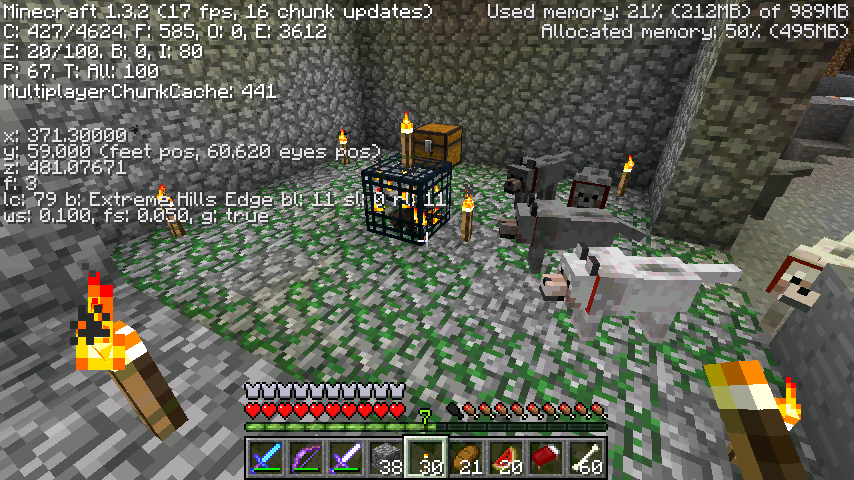 Minecraft 1.3.2 (17 fps, 16 chunk updates)
Used memory: 21% (212MB) of 989MB
C: 427/4624, F: 585, O: 0, E: 3612
Allocated memory: 50% (495MB)
E: 20/100, B: 0, I: 80
P: 67, T: All: 100
MultiplayerChunkCache: 441
x: 371.30000
y: 59.000 (feet pos, 60.620 eyes pos)
z: 481.07671
f: 3
lc: 79 b: Extreme Hills Edge bl: 11 sl: 0 rl: 11
ws: 0.100, fs: 0.050, g: true
7
38 30 21 20 60